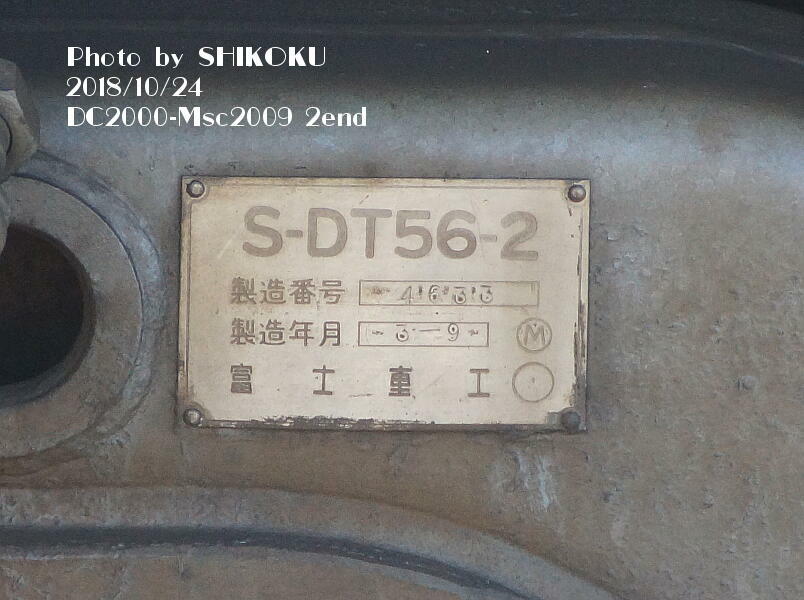 Photo by SHIKOKU
2018/10/24
DC2000-Msc2009 2end
S-DT56-2
製造番号 4633
製造年月 3-9 M
富士重工